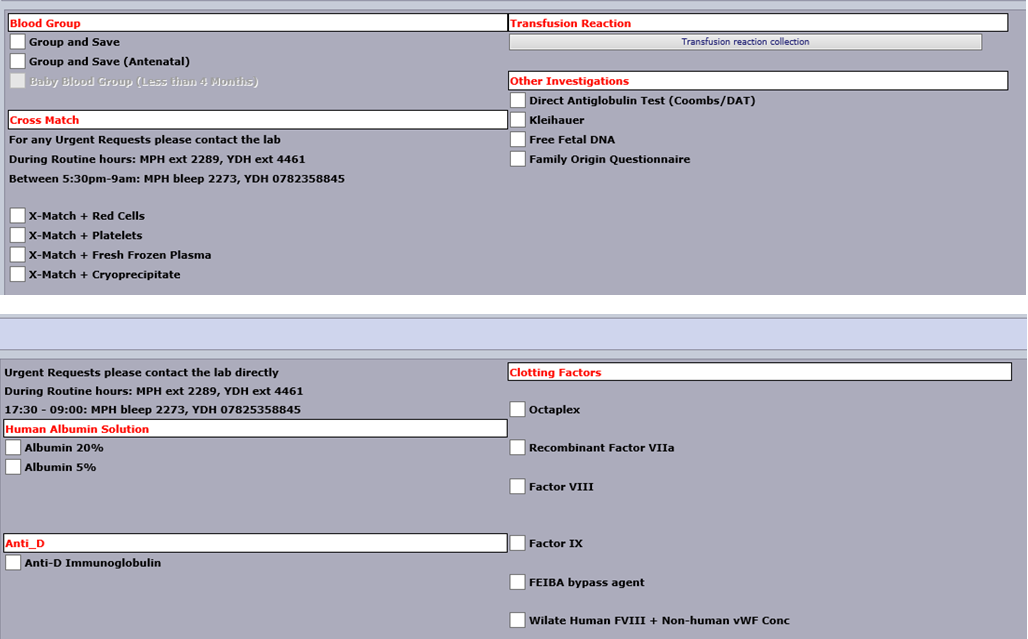 Blood Group
Group and Save
Group and Save (Antenatal)
Baby Blood Group (Less than 4 Months)
Cross Match
For any Urgent Requests please contact the lab
During Routine hours: MPH ext 2289, YDH ext 4461
Between 5:30pm-9am: MPH bleep 2273, YDH 0782358845
X-Match + Red Cells
X-Match + Platelets
X-Match + Fresh Frozen Plasma
X-Match + Cryoprecipitate
Transfusion Reaction
Transfusion reaction collection
Other Investigations
Direct Antiglobulin Test (Coombs/DAT)
Kleihauer
Free Fetal DNA
Family Origin Questionnaire
Urgent Requests please contact the lab directly
During Routine hours: MPH ext 2289, YDH ext 4461
17:30 - 09:00: MPH bleep 2273, YDH 07825358845
Human Albumin Solution
Albumin 20%
Albumin 5%
Anti_D
Anti-D Immunoglobulin
Clotting Factors
Octaplex
Recombinant Factor VIIa
Factor VIII
Factor IX
FEIBA bypass agent
Wilate Human FVIII + Non-human vWF Conc